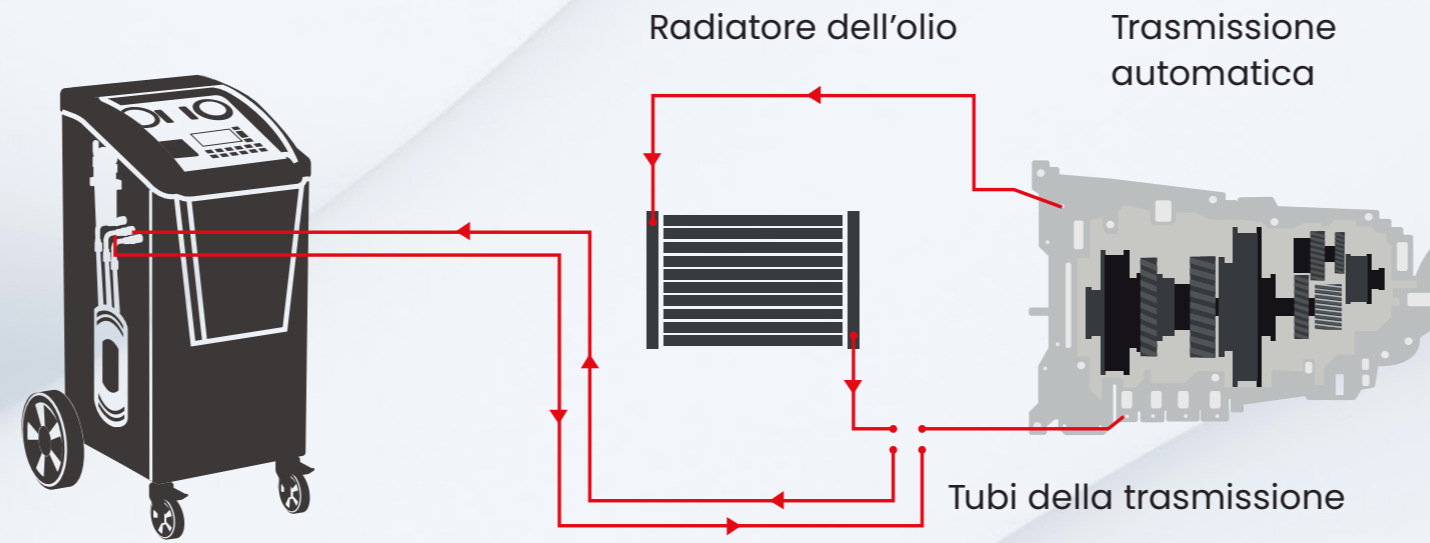 Radiatore dell’olio
Trasmissione
automatica
Tubi della trasmissione